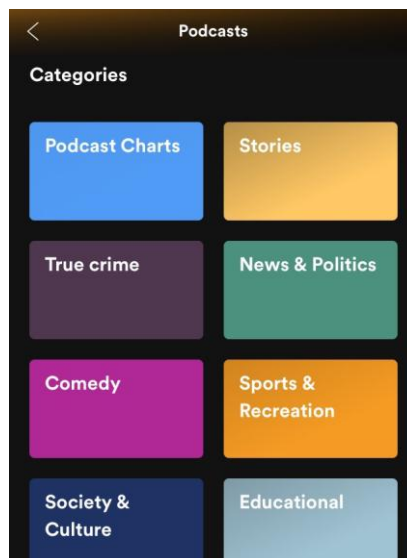 Podcasts
Categories
Podcast Charts
Stories
True crime
News & Politics
Comedy
Sports &
Recreation
Society &
Culture
Educational